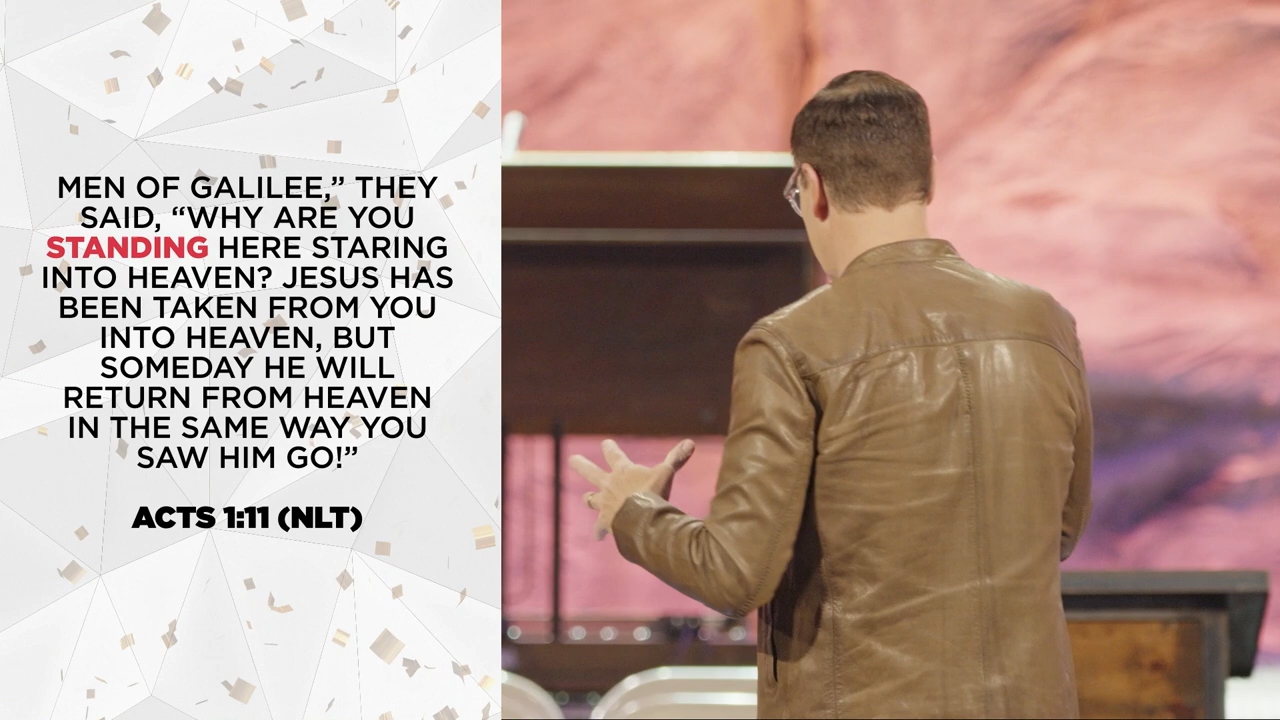 MEN OF GALILEE,” THEY
SAID, “WHY ARE YOU
STANDING HERE STARING
INTO HEAVEN? JESUS HAS
BEEN TAKEN FROM YOU
INTO HEAVEN, BUT
SOMEDAY HE WILL
RETURN FROM HEAVEN
IN THE SAME WAY YOU
SAW HIM GO!”
ACTS 1:11 (NLT)